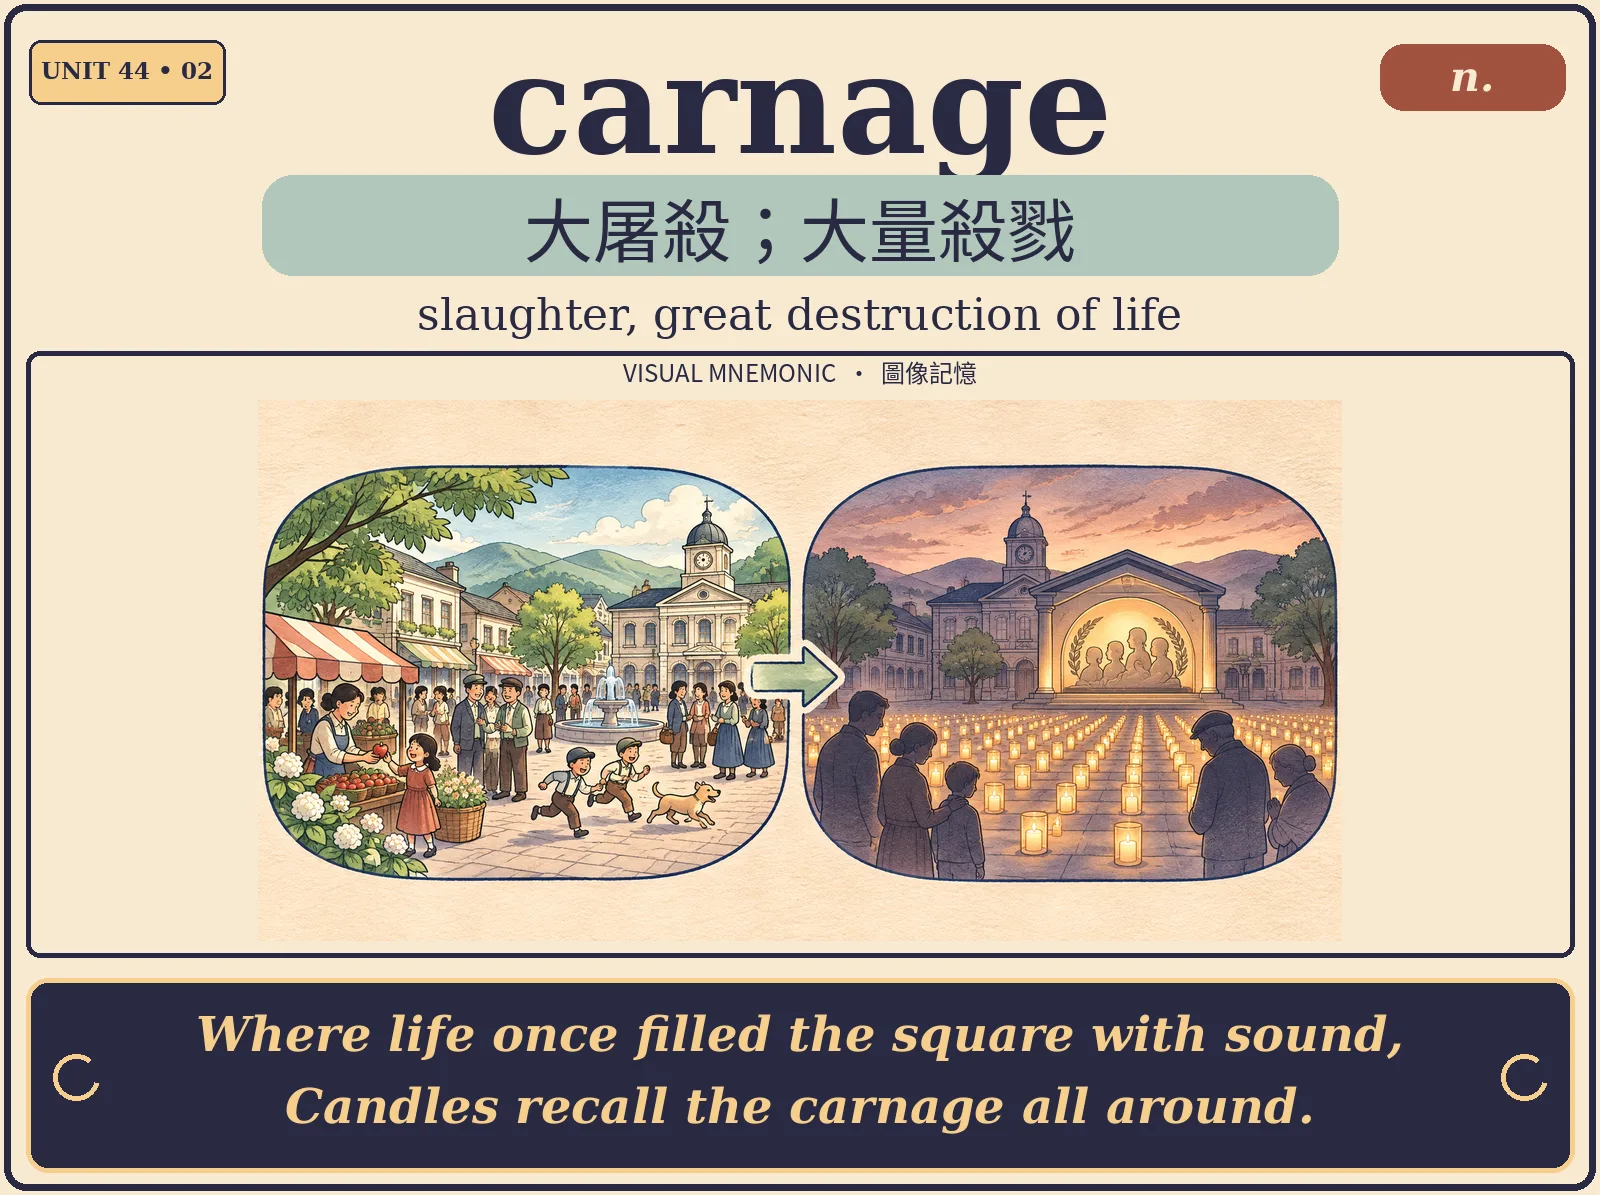 UNIT 44 • 02
carnage
n.
大屠殺；大量殺戮
slaughter, great destruction of life
VISUAL MNEMONIC • 圖像記憶
Where life once filled the square with sound,
Candles recall the carnage all around.